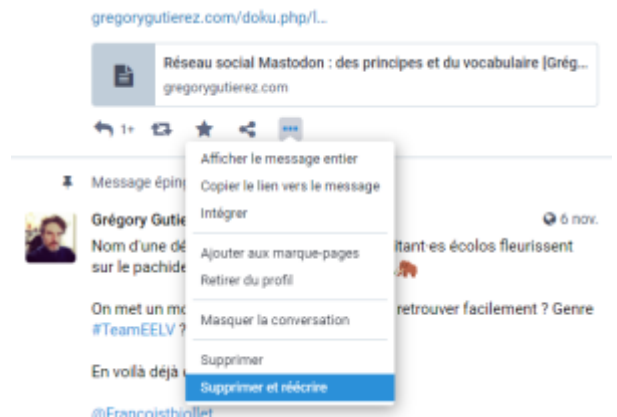 gregorygutierez.com/doku.php/l...
Réseau social Mastodon : des principes et du vocabulaire [Grég...
gregorygutierez.com
1+
Afficher le message entier
Copier le lien vers le message
Intégrer
Ajouter aux marque-pages
Retirer du profil
Masquer la conversation
Supprimer
Supprimer et réécrire
Message éping
Grégory Gutie
6 nov.
Nom d'une dé itant·es écolos fleurissent
sur le pachide
On met un mo retrouver facilement ? Genre
#TeamEELV ?
En voilà déjà
@Francoisthiollet